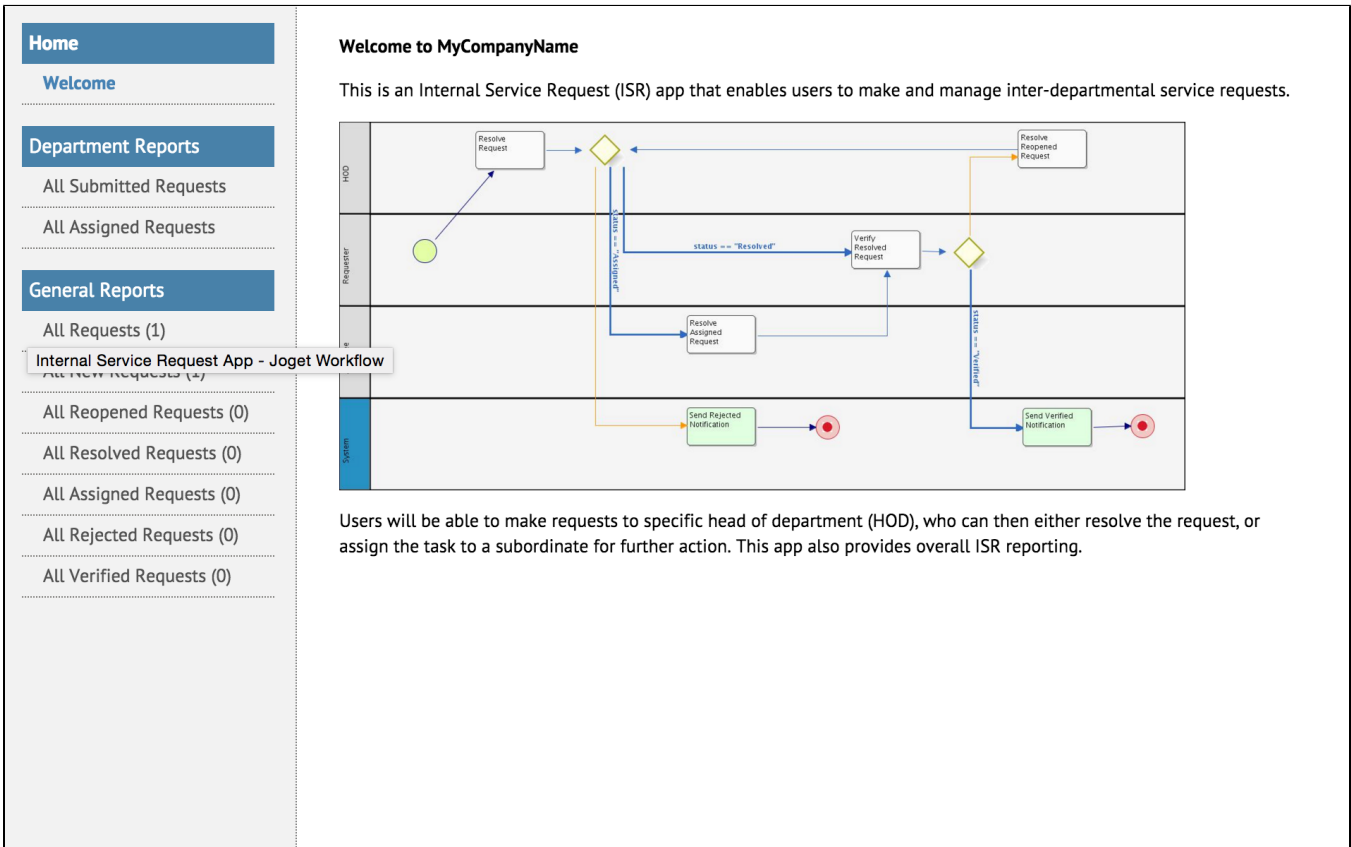 Home
Welcome
Department Reports
All Submitted Requests
All Assigned Requests
General Reports
All Requests (1)
Internal Service Request App - Joget Workflow
All New Requests (1)
All Reopened Requests (0)
All Resolved Requests (0)
All Assigned Requests (0)
All Rejected Requests (0)
All Verified Requests (0)
Welcome to MyCompanyName
This is an Internal Service Request (ISR) app that enables users to make and manage inter-departmental service requests.
HOD
Resolve
Request
Resolve
Reopened
Request
Requester
status == "Assigned"
status == "Resolved"
Verify
Resolved
Request
Resolve
Assigned
Request
status == "Verified"
System
Send Rejected
Notification
Send Verified
Notification
Users will be able to make requests to specific head of department (HOD), who can then either resolve the request, or
assign the task to a subordinate for further action. This app also provides overall ISR reporting.